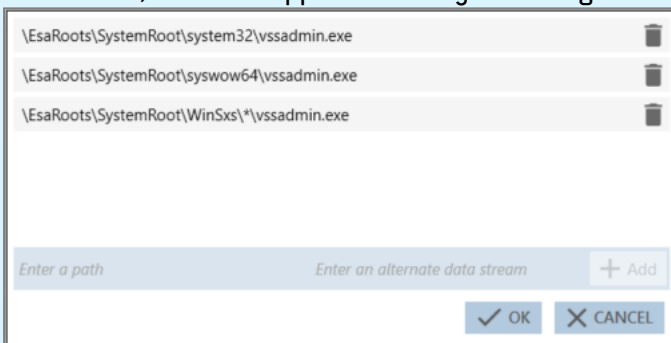 \EsaRoots\SystemRoot\system32\vssadmin.exe
\EsaRoots\SystemRoot\syswow64\vssadmin.exe
\EsaRoots\SystemRoot\WinSxs\*\vssadmin.exe
Enter a path Enter an alternate data stream + Add
OK CANCEL